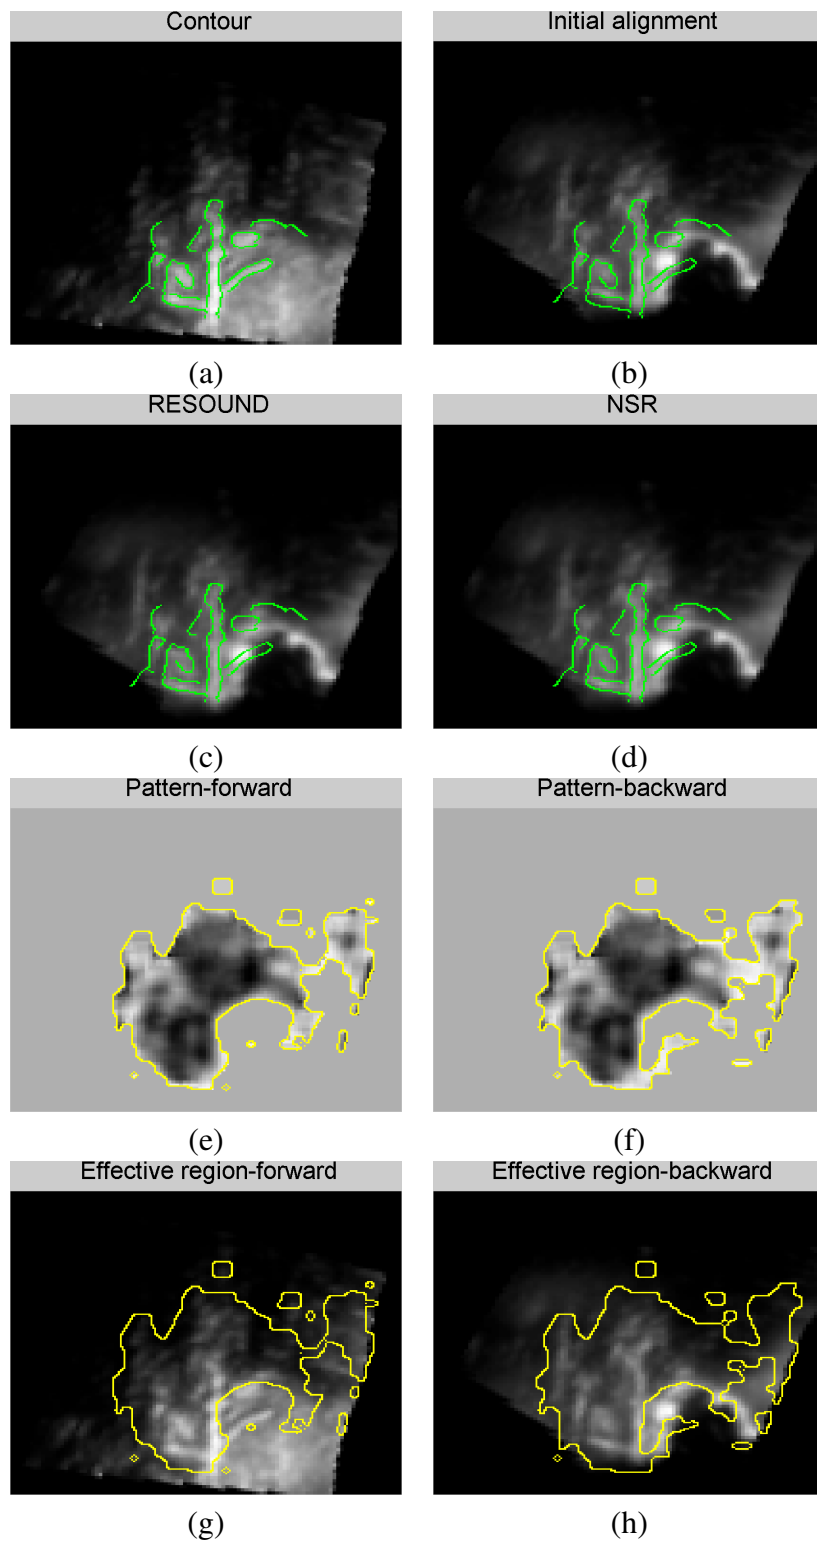 Contour
Initial alignment
(a)
(b)
RESOUND
NSR
(c)
(d)
Pattern-forward
Pattern-backward
(e)
(f)
Effective region-forward
Effective region-backward
(g)
(h)